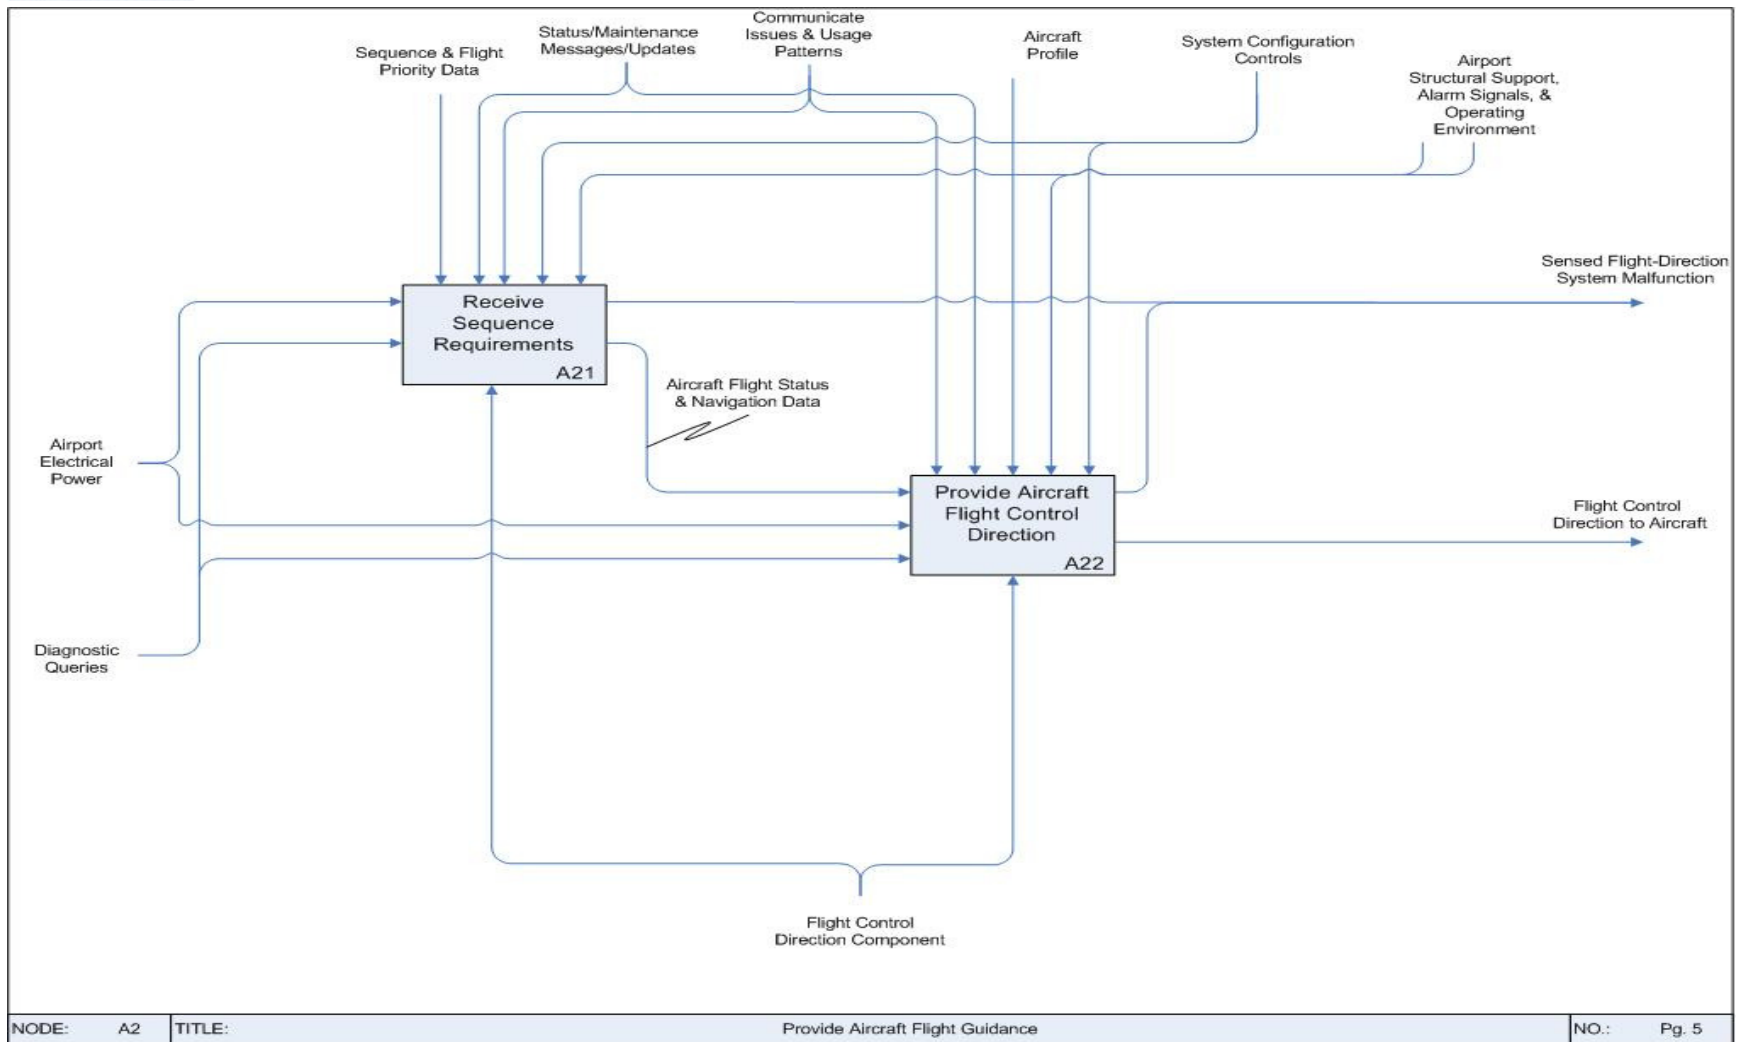 Sequence & Flight
Priority Data
Status/Maintenance
Messages/Updates
Communicate
Issues & Usage
Patterns
Aircraft
Profile
System Configuration
Controls
Airport
Structural Support,
Alarm Signals, &
Operating
Environment
Sensed Flight-Direction
System Malfunction
Receive
Sequence
Requirements
A21
Aircraft Flight Status
& Navigation Data
Airport
Electrical
Power
Provide Aircraft
Flight Control
Direction
A22
Flight Control
Direction to Aircraft
Diagnostic
Queries
Flight Control
Direction Component
NODE: A2 TITLE: Provide Aircraft Flight Guidance NO.: Pg. 5